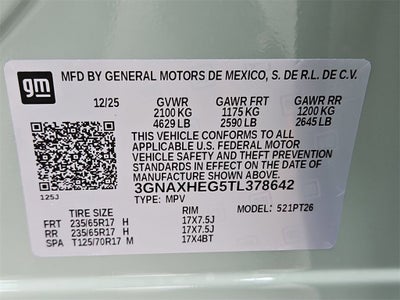 gm
MFD BY GENERAL MOTORS DE MEXICO, S. DE R.L. DE C.V.
12/25 GVWR GAWR FRT GAWR RR
2100 KG 1175 KG 1200 KG
4629 LB 2590 LB 2645 LB
THIS VEHICLE CONFORMS TO ALL
APPLICABLE U.S. FEDERAL MOTOR
VEHICLE SAFETY AND THEFT PREVENTION
STANDARDS IN EFFECT ON THE DATE OF
MANUFACTURE SHOWN ABOVE.
3GNAXHEG5TL378642
125J TYPE: MPV MODEL: 521PT26
TIRE SIZE RIM
FRT 235/65R17 H 17X7.5J
RR 235/65R17 H 17X7.5J
SPA T125/70R17 M 17X4BT